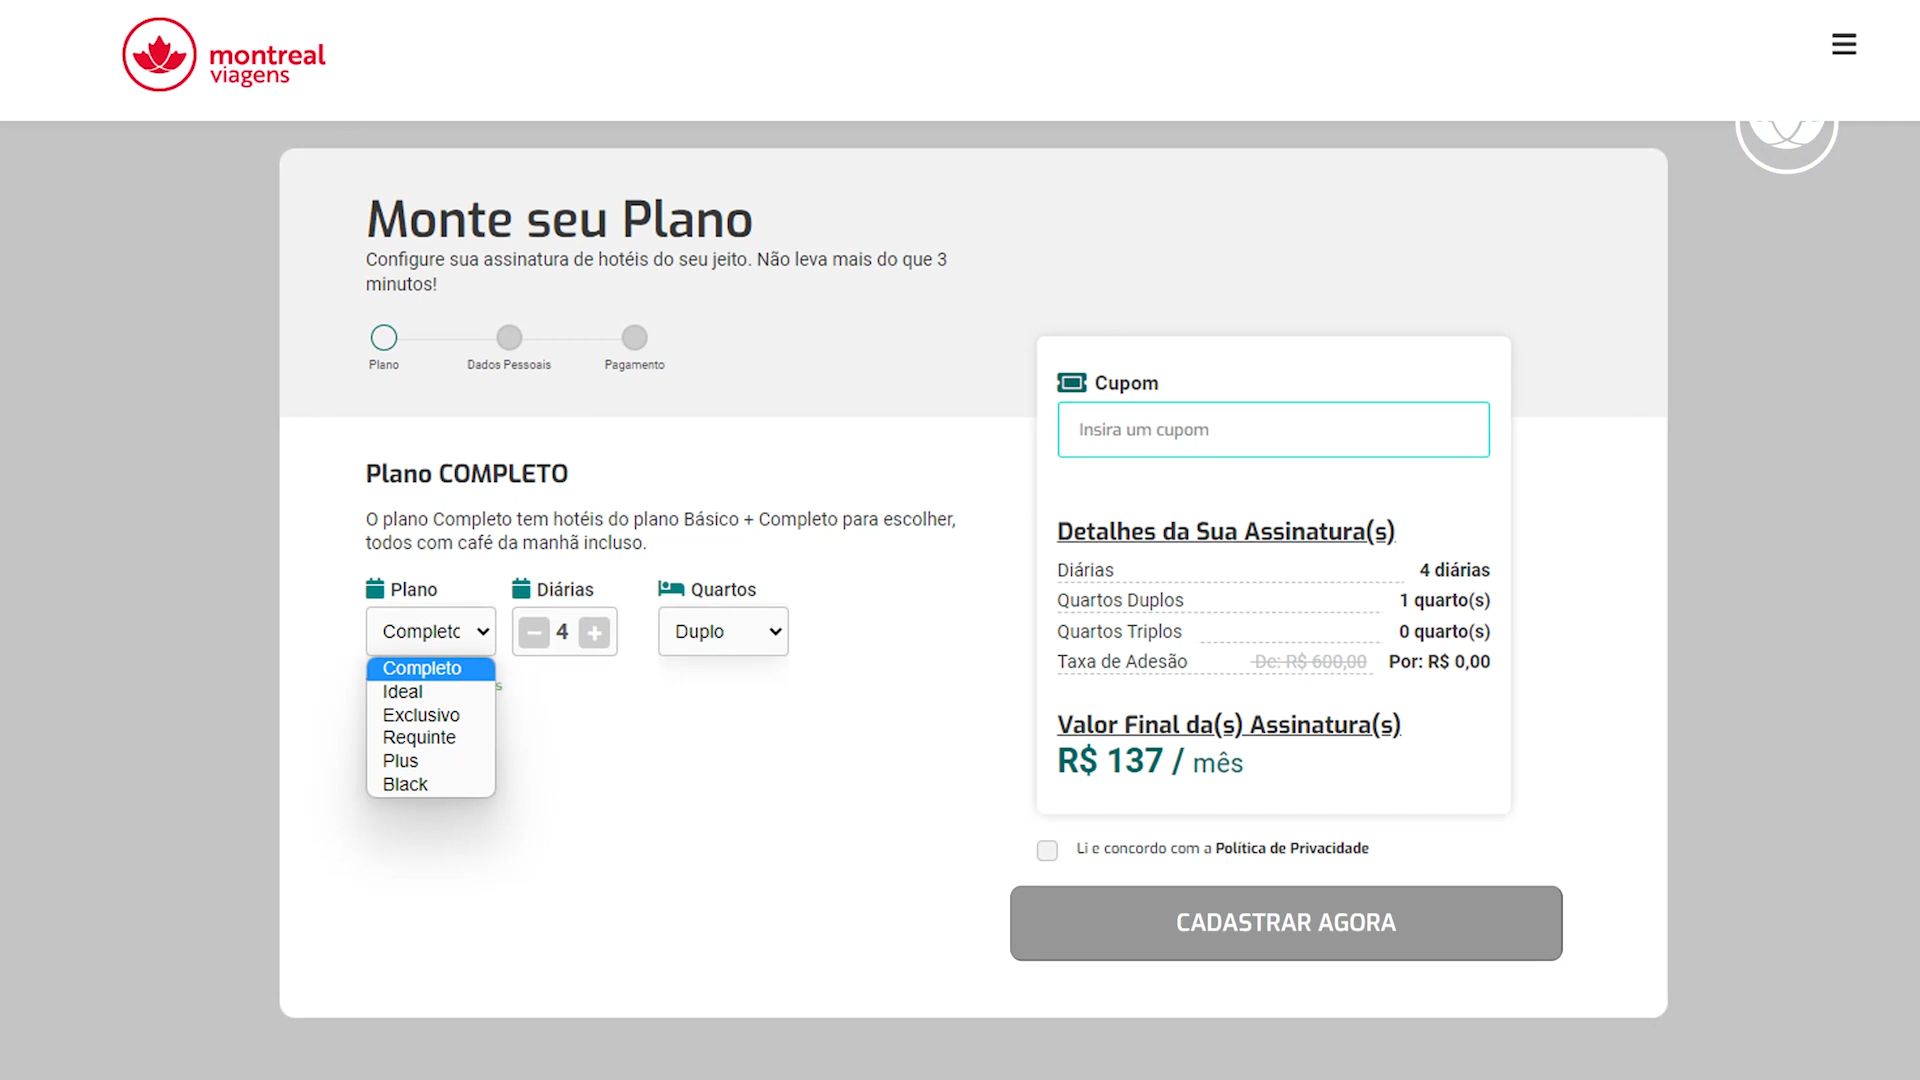 montreal
viagens
Monte seu Plano
Configure sua assinatura de hotéis do seu jeito. Não leva mais do que 3
minutos!
Plano
Dados Pessoais
Pagamento
Plano COMPLETO
O plano Completo tem hotéis do plano Básico + Completo para escolher,
todos com café da manhã incluso.
Plano
Diárias
Quartos
Completo
4
Duplo
Completo
Ideal
Exclusivo
Requinte
Plus
Black
Cupom
Insira um cupom
Detalhes da Sua Assinatura(s)
Diárias 4 diárias
Quartos Duplos 1 quarto(s)
Quartos Triplos 0 quarto(s)
Taxa de Adesão De: R$ 600,00 Por: R$ 0,00
Valor Final da(s) Assinatura(s)
R$ 137 / mês
Li e concordo com a Política de Privacidade
CADASTRAR AGORA